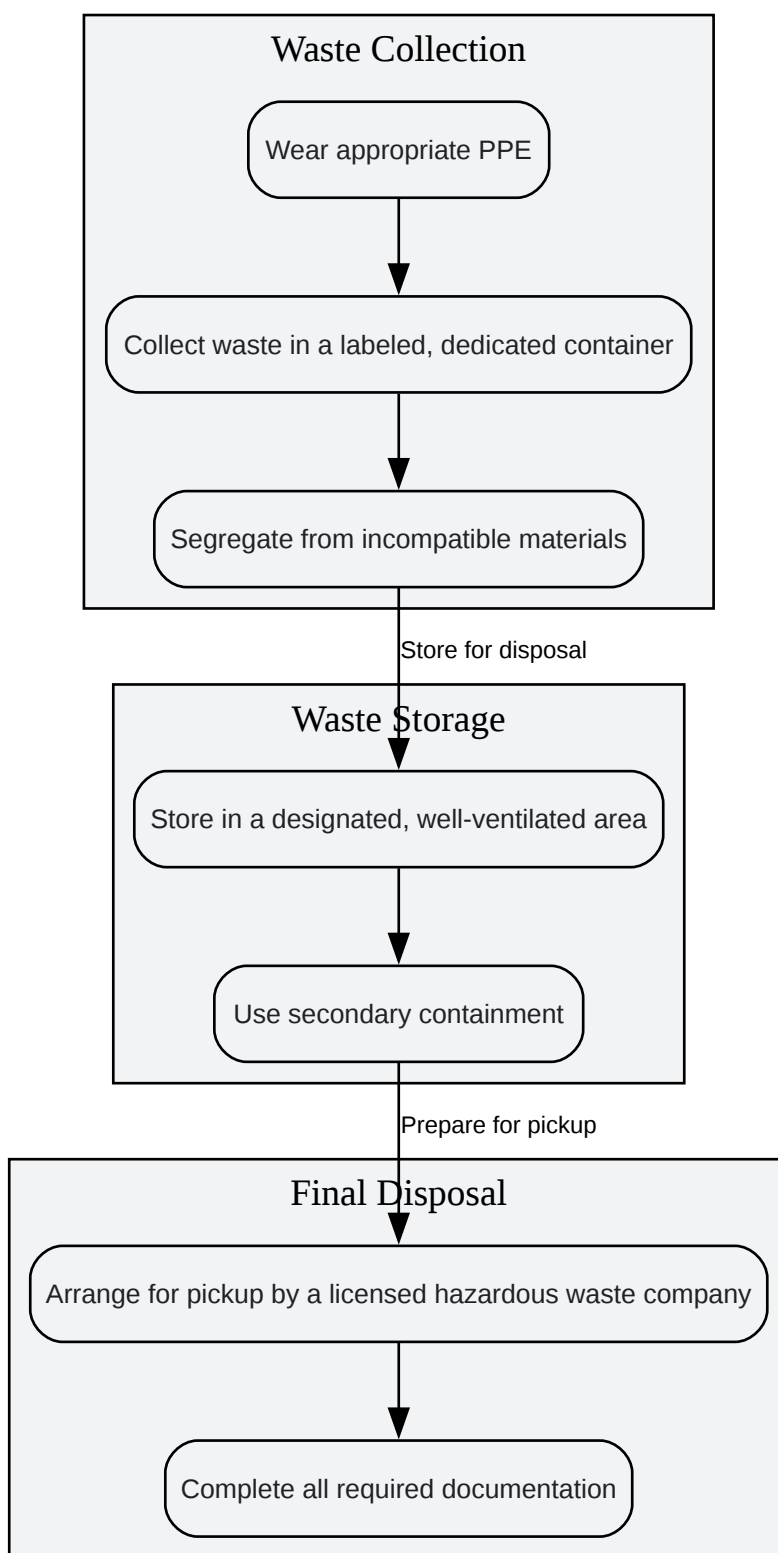 Waste Collection
Wear appropriate PPE
Collect waste in a labeled, dedicated container
Segregate from incompatible materials
Store for disposal
Waste Storage
Store in a designated, well-ventilated area
Use secondary containment
Prepare for pickup
Final Disposal
Arrange for pickup by a licensed hazardous waste company
Complete all required documentation